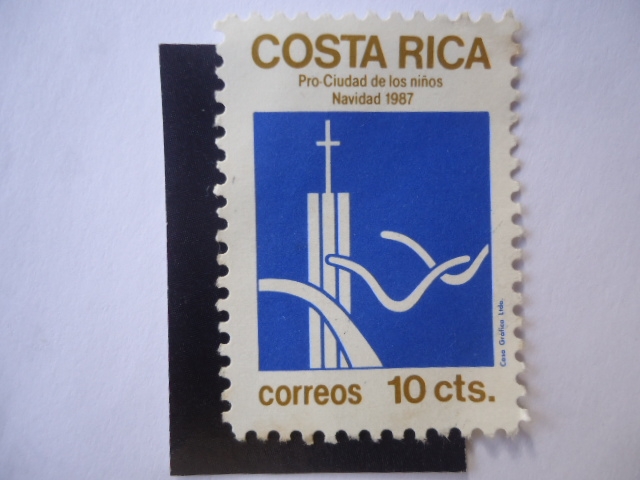 COSTA RICA
Pro-Ciudad de los niños
Navidad 1987
Casa Gráfica Ltda.
correos 10 cts.